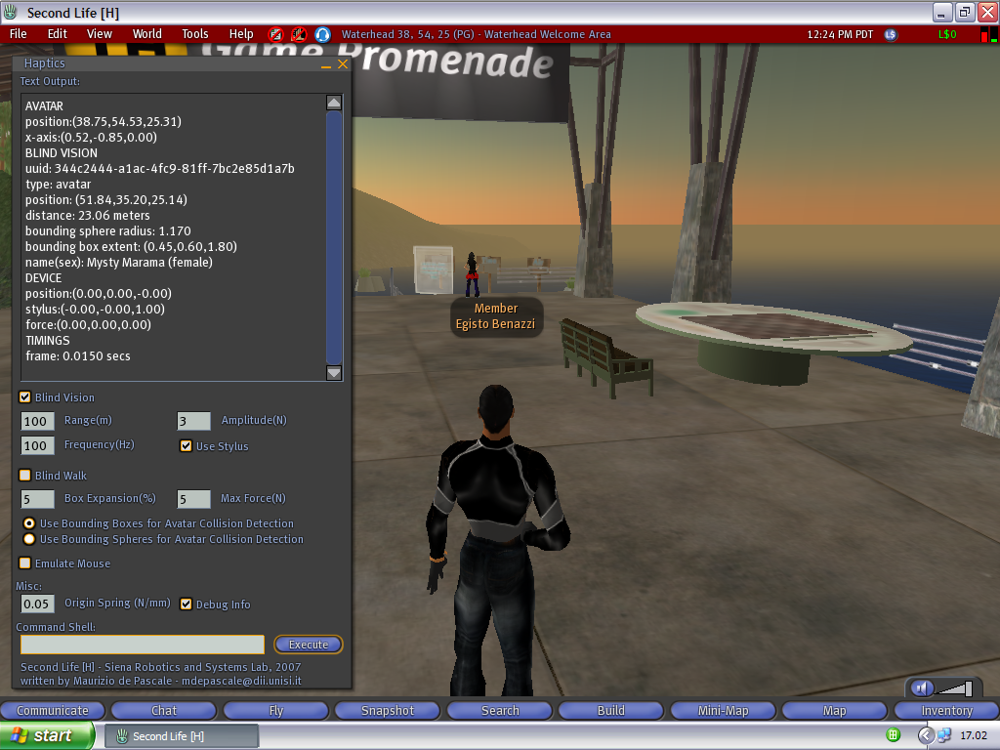 Second Life [H]
File Edit View World Tools Help Waterhead 38, 54, 25 (PG) - Waterhead Welcome Area 12:24 PM PDT L$ L$0
Game Promenade
Haptics
Text Output:
AVATAR
position:(38.75,54.53,25.31)
x-axis:(0.52,-0.85,0.00)
BLIND VISION
uuid: 344c2444-a1ac-4fc9-81ff-7bc2e85d1a7b
type: avatar
position: (51.84,35.20,25.14)
distance: 23.06 meters
bounding sphere radius: 1.170
bounding box extent: (0.45,0.60,1.80)
name(sex): Mysty Marama (female)
DEVICE
position:(0.00,0.00,-0.00)
stylus:(-0.00,-0.00,1.00)
force:(0.00,0.00,0.00)
TIMINGS
frame: 0.0150 secs
Member
Egisto Benazzi
Blind Vision
100 Range(m) 3 Amplitude(N)
100 Frequency(Hz) Use Stylus
Blind Walk
5 Box Expansion(%) 5 Max Force(N)
Use Bounding Boxes for Avatar Collision Detection
Use Bounding Spheres for Avatar Collision Detection
Emulate Mouse
Misc:
0.05 Origin Spring (N/mm) Debug Info
Command Shell:
Execute
Second Life [H] - Siena Robotics and Systems Lab, 2007
written by Maurizio de Pascale - mdepascale@dii.unisi.it
Communicate Chat Fly Snapshot Search Build Mini-Map Map Inventory
start Second Life [H] 17.02